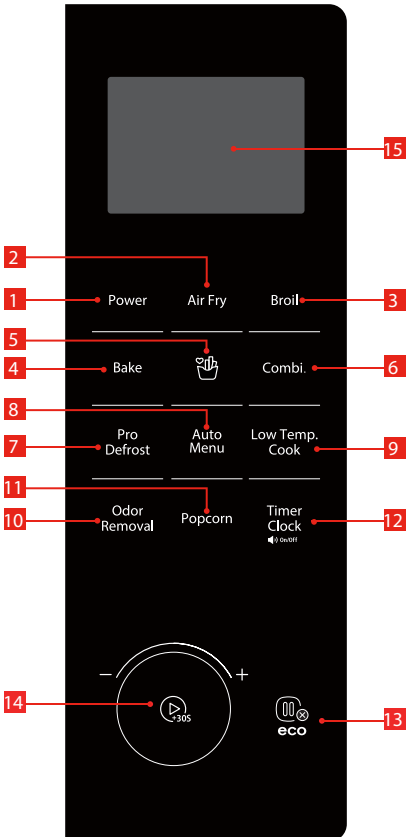 15
2
1
Power
Air Fry
Broil
3
5
4
Bake
Combi.
6
8
7
Pro
Defrost
Auto
Menu
Low Temp.
Cook
9
11
10
Odor
Removal
Popcorn
Timer
Clock
On/Off
12
− +
14
+30S
13
eco